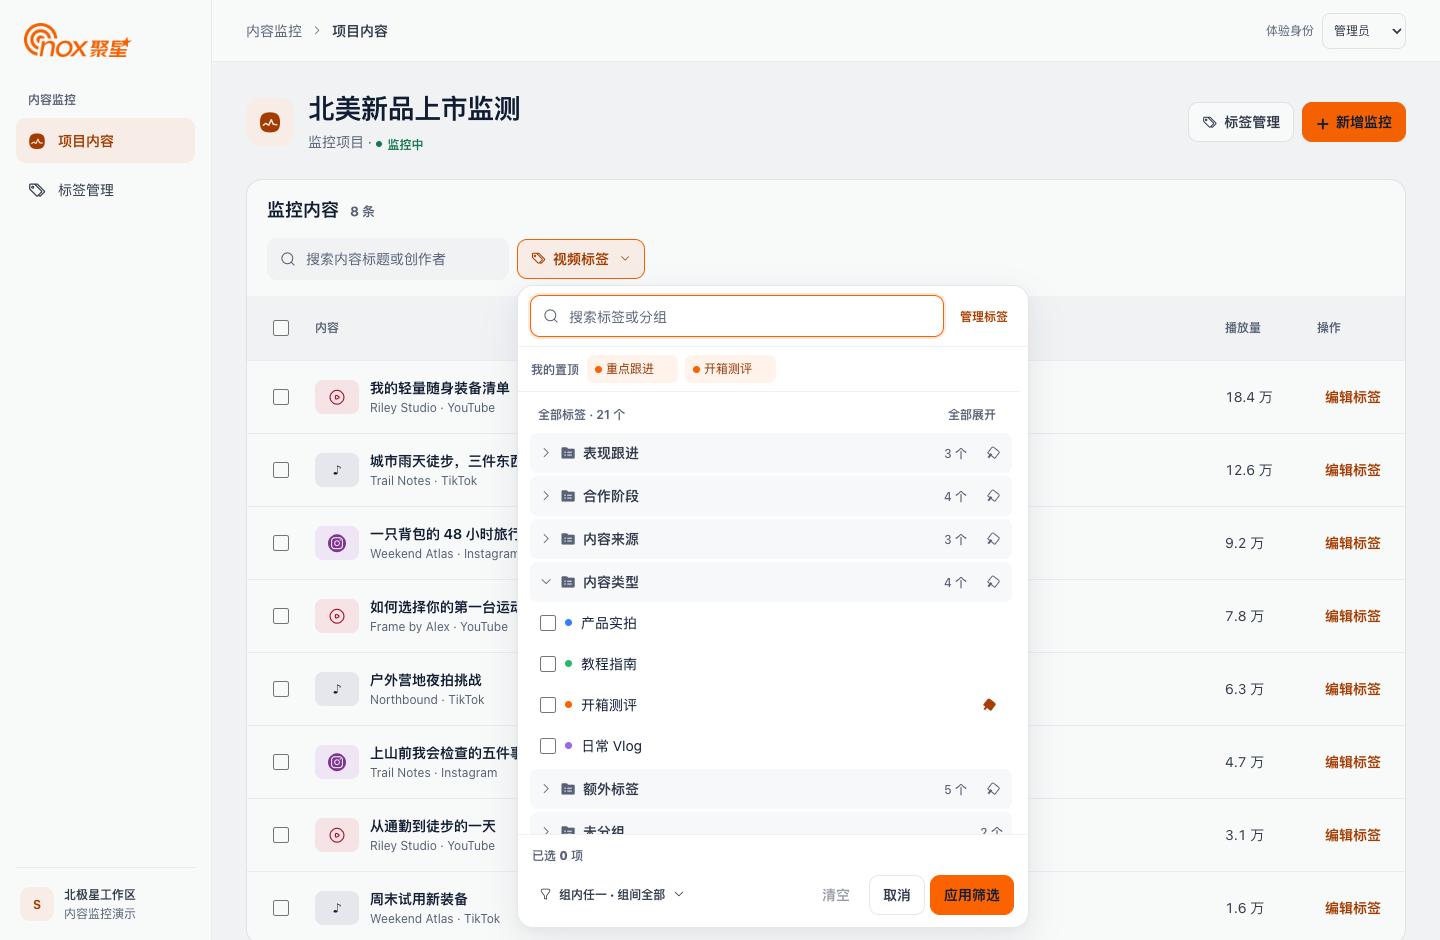 nox 聚星
内容监控
项目内容
标签管理
北极星工作区
S
内容监控演示
内容监控 项目内容
体验身份 管理员
北美新品上市监测
监控项目 · 监控中
标签管理
+ 新增监控
监控内容 8 条
搜索内容标题或创作者
视频标签
内容 播放量 操作
我的轻量随身装备清单
Riley Studio · YouTube
18.4 万 编辑标签
城市雨天徒步，三件东西
Trail Notes · TikTok
12.6 万 编辑标签
一只背包的 48 小时旅行
Weekend Atlas · Instagram
9.2 万 编辑标签
如何选择你的第一台运动
Frame by Alex · YouTube
7.8 万 编辑标签
户外营地夜拍挑战
Northbound · TikTok
6.3 万 编辑标签
上山前我会检查的五件事
Trail Notes · Instagram
4.7 万 编辑标签
从通勤到徒步的一天
Riley Studio · YouTube
3.1 万 编辑标签
周末试用新装备
Weekend Atlas · TikTok
1.6 万 编辑标签
搜索标签或分组
管理标签
我的置顶 重点跟进 开箱测评
全部标签 · 21 个 全部展开
表现跟进 3 个
合作阶段 4 个
内容来源 3 个
内容类型 4 个
产品实拍
教程指南
开箱测评
日常 Vlog
额外标签 5 个
未分组 2 个
已选 0 项
组内任一 · 组间全部
清空 取消 应用筛选